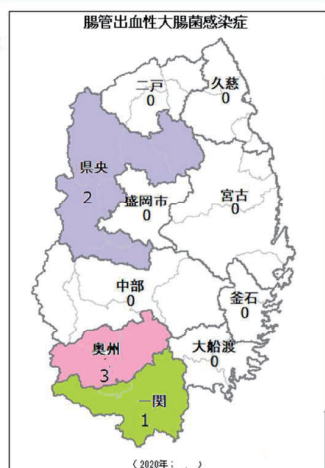 腸管出血性大腸菌感染症
二戸
0
久慈
0
県央
2
盛岡市
0
宮古
0
中部
0
釜石
0
奥州
3
大船渡
0
一関
1
(2020年: . )